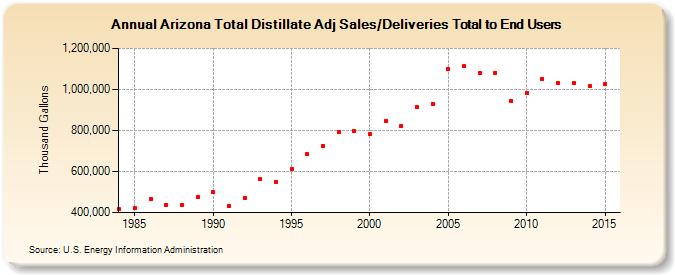 Annual Arizona Total Distillate Adj Sales/Deliveries Total to End Users
Thousand Gallons
1,200,000
1,000,000
800,000
600,000
400,000
1985 1990 1995 2000 2005 2010 2015
Source: U.S. Energy Information Administration